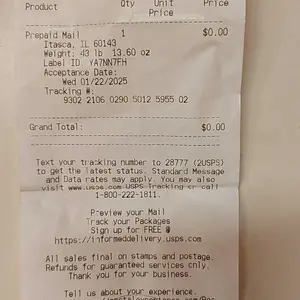 Product Qty Unit Price
Price
Prepaid Mail 1 $0.00
Itasca, IL 60143
Weight: 43 lb 13.60 oz
Label ID: YA7NN7FH
Acceptance Date:
Wed 01/22/2025
Tracking #:
9302 2106 0290 5012 5955 02
Grand Total: $0.00
Text your tracking number to 28777 (2USPS)
to get the latest status. Standard Message
and Data rates may apply. You may also
visit www.usps.com USPS Tracking or call
1-800-222-1811.
Preview your Mail
Track your Packages
Sign up for FREE @
https://informeddelivery.usps.com
All sales final on stamps and postage.
Refunds for guaranteed services only.
Thank you for your business.
Tell us about your experience.